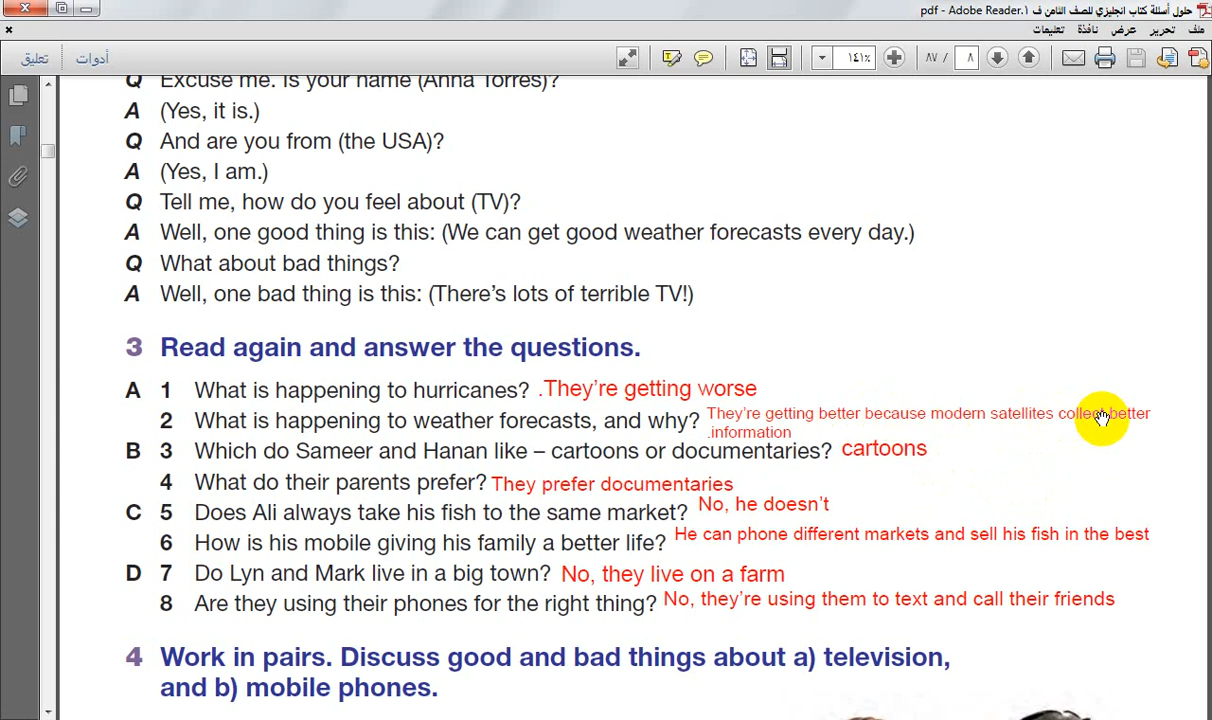 حلول أسئلة كتاب انجليزي للصف الثامن ف ١.pdf - Adobe Reader
ملف تحرير عرض نافذة تعليمات
أدوات تعليق
٨ / ٨٧ ١٤١٪
Q Excuse me. Is your name (Anna Torres)?
A (Yes, it is.)
Q And are you from (the USA)?
A (Yes, I am.)
Q Tell me, how do you feel about (TV)?
A Well, one good thing is this: (We can get good weather forecasts every day.)
Q What about bad things?
A Well, one bad thing is this: (There’s lots of terrible TV!)
3 Read again and answer the questions.
A 1 What is happening to hurricanes? .They’re getting worse
2 What is happening to weather forecasts, and why? They’re getting better because modern satellites collect better
.information
B 3 Which do Sameer and Hanan like – cartoons or documentaries? cartoons
4 What do their parents prefer? They prefer documentaries
C 5 Does Ali always take his fish to the same market? No, he doesn’t
6 How is his mobile giving his family a better life? He can phone different markets and sell his fish in the best
D 7 Do Lyn and Mark live in a big town? No, they live on a farm
8 Are they using their phones for the right thing? No, they’re using them to text and call their friends
4 Work in pairs. Discuss good and bad things about a) television,
and b) mobile phones.